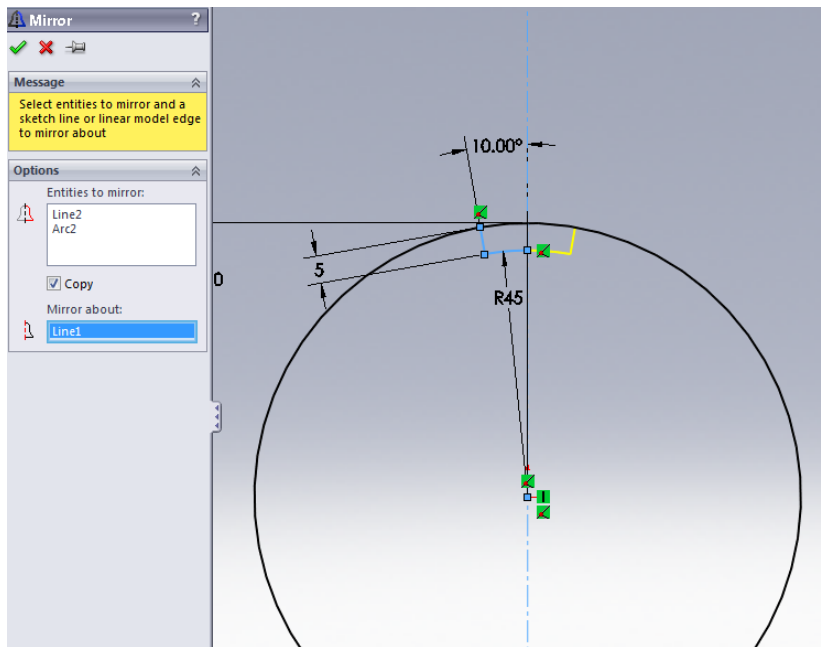 Mirror ?
Message
Select entities to mirror and a
sketch line or linear model edge
to mirror about
Options
Entities to mirror:
Line2
Arc2
Copy
Mirror about:
Line1
10.00°
5
0
R45